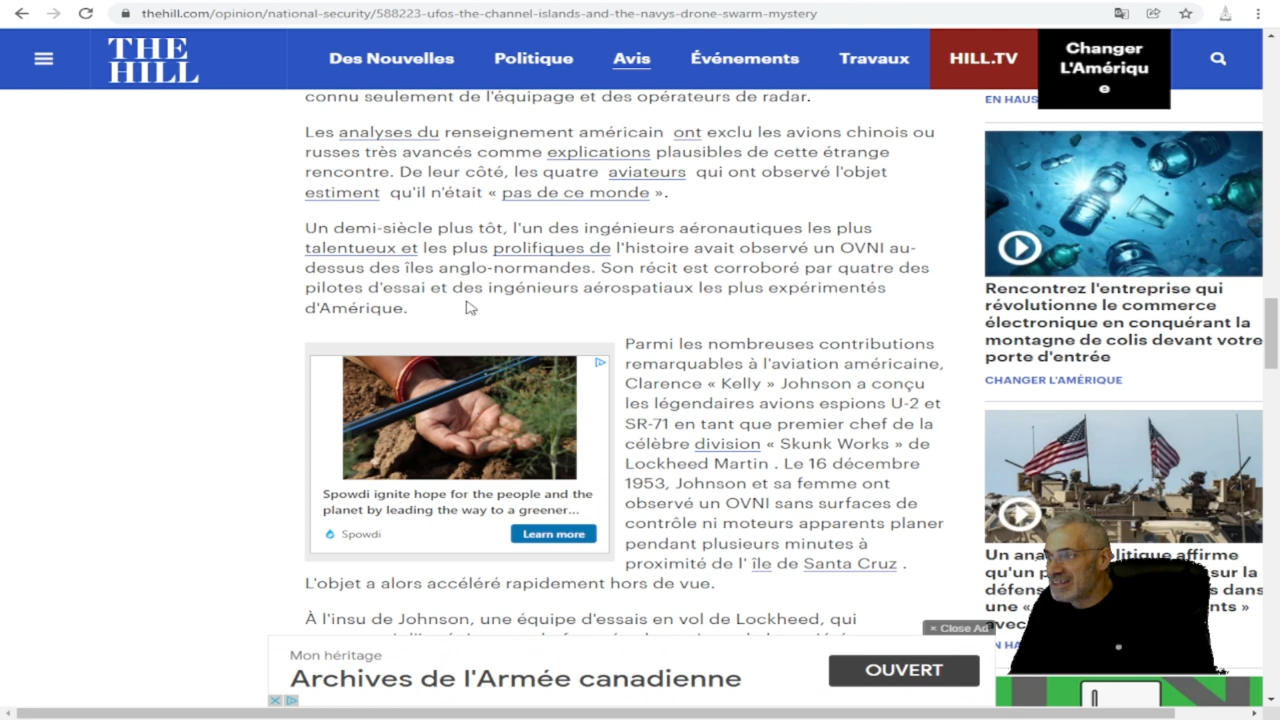 thehill.com/opinion/national-security/588223-ufos-the-channel-islands-and-the-navys-drone-swarm-mystery
THE
HILL
Des Nouvelles
Politique
Avis
Événements
Travaux
HILL.TV
Changer
L'Amériqu
e
connu seulement de l'équipage et des opérateurs de radar.
Les analyses du renseignement américain ont exclu les avions chinois ou
russes très avancés comme explications plausibles de cette étrange
rencontre. De leur côté, les quatre aviateurs qui ont observé l'objet
estiment qu'il n'était « pas de ce monde ».
Un demi-siècle plus tôt, l'un des ingénieurs aéronautiques les plus
talentueux et les plus prolifiques de l'histoire avait observé un OVNI au-
dessus des îles anglo-normandes. Son récit est corroboré par quatre des
pilotes d'essai et des ingénieurs aérospatiaux les plus expérimentés
d'Amérique.
Parmi les nombreuses contributions
remarquables à l'aviation américaine,
Clarence « Kelly » Johnson a conçu
les légendaires avions espions U-2 et
SR-71 en tant que premier chef de la
célèbre division « Skunk Works » de
Lockheed Martin . Le 16 décembre
1953, Johnson et sa femme ont
observé un OVNI sans surfaces de
contrôle ni moteurs apparents planer
pendant plusieurs minutes à
proximité de l' île de Santa Cruz .
L'objet a alors accéléré rapidement hors de vue.
À l'insu de Johnson, une équipe d'essais en vol de Lockheed, qui
Spowdi ignite hope for the people and the
planet by leading the way to a greener...
Spowdi
Learn more
EN HAUS
Rencontrez l'entreprise qui
révolutionne le commerce
électronique en conquérant la
montagne de colis devant votre
porte d'entrée
CHANGER L'AMÉRIQUE
Un ana litique affirme
qu'un p sur la
défens s dans
une « nts »
avec
× Close Ad
Mon héritage
Archives de l'Armée canadienne
OUVERT